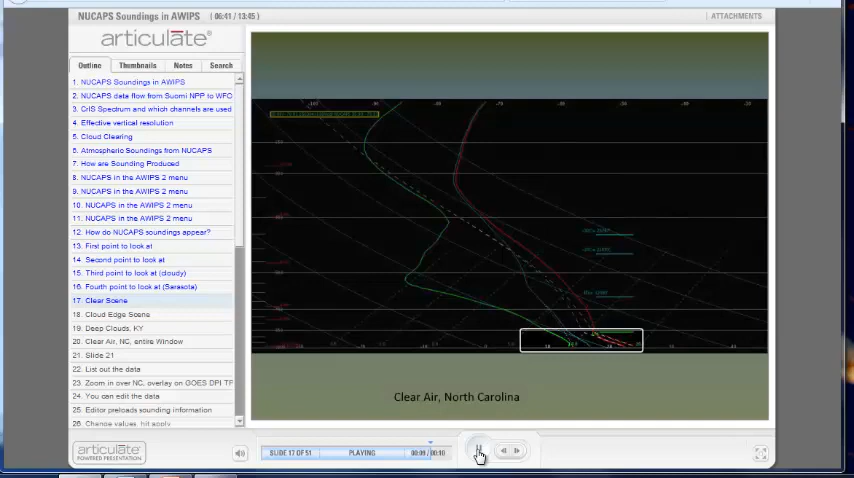 NUCAPS Soundings in AWIPS ( 06:41 / 13:05 )
ATTACHMENTS
articulate®
Outline Thumbnails Notes Search
1. NUCAPS Soundings in AWIPS
2. NUCAPS data flow from Suomi NPP to WFO
3. CrIS Spectrum and which channels are used
4. Effective vertical resolution
5. Cloud Clearing
6. Atmospheric Soundings from NUCAPS
7. How are Sounding Produced
8. NUCAPS in the AWIPS 2 menu
9. NUCAPS in the AWIPS 2 menu
10. NUCAPS in the AWIPS 2 menu
11. NUCAPS in the AWIPS 2 menu
12. How do NUCAPS soundings appear?
13. First point to look at
14. Second point to look at
15. Third point to look at (cloudy)
16. Fourth point to look at (Sarasota)
17. Clear Scene
18. Cloud Edge Scene
19. Deep Clouds, KY
20. Clear Air, NC, entire Window
21. Slide 21
22. List out the data
23. Zoom in over NC, overlay on GOES DPI TP
24. You can edit the data
25. Editor preloads sounding information
26. Change values, hit apply
Clear Air, North Carolina
articulate®
POWERED PRESENTATION
SLIDE 17 OF 51 PLAYING 00:09 / 00:10